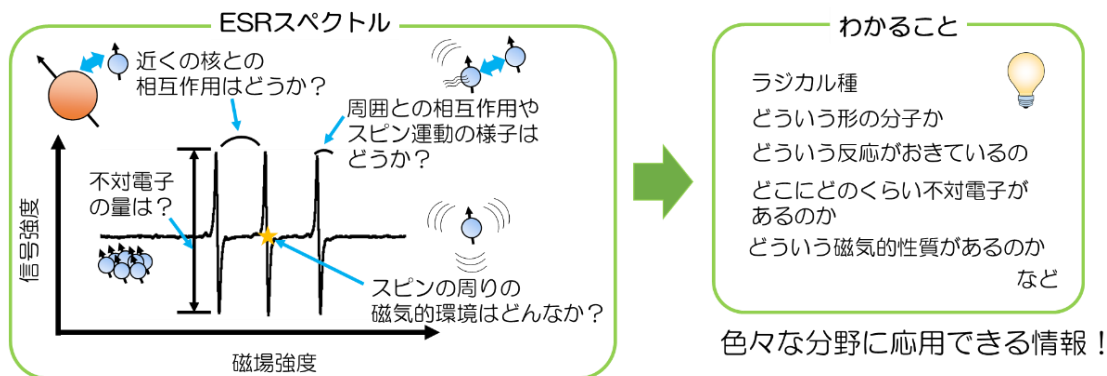 ESRスペクトル
近くの核との
相互作用はどうか？
周囲との相互作用や
スピン運動の様子は
どうか？
不対電子
の量は？
信号強度
スピンの周りの
磁気的環境はどんなか？
磁場強度
わかること
ラジカル種
どういう形の分子か
どういう反応がおきているの
どこにどのくらい不対電子が
あるのか
どういう磁気的性質があるのか
など
色々な分野に応用できる情報！